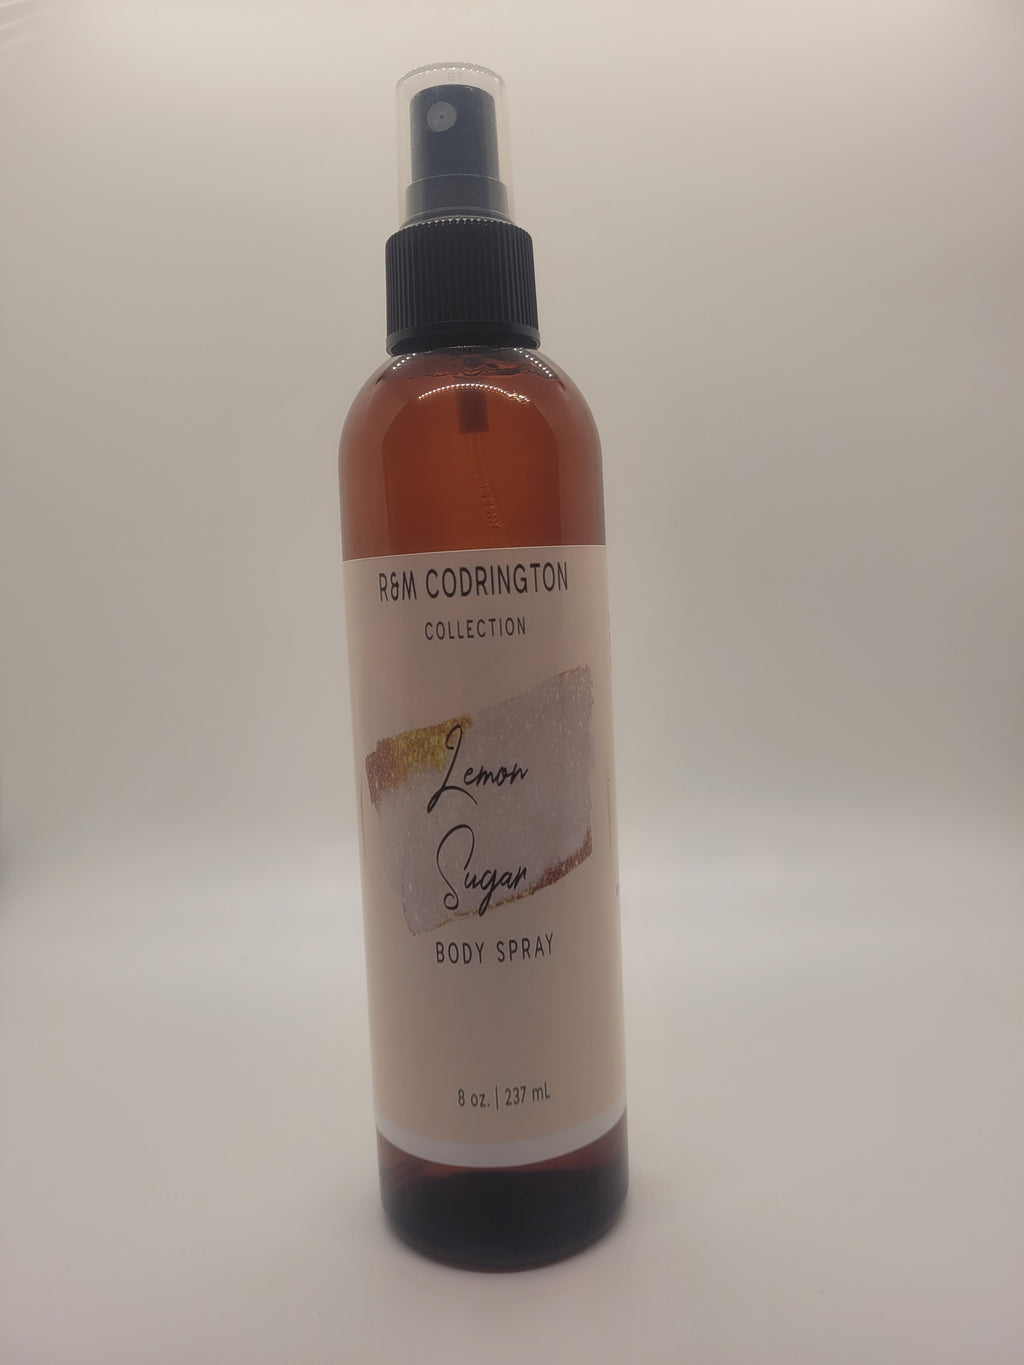 R&M CODRINGTON
COLLECTION
Lemon
Sugar
BODY SPRAY
8 oz. | 237 mL